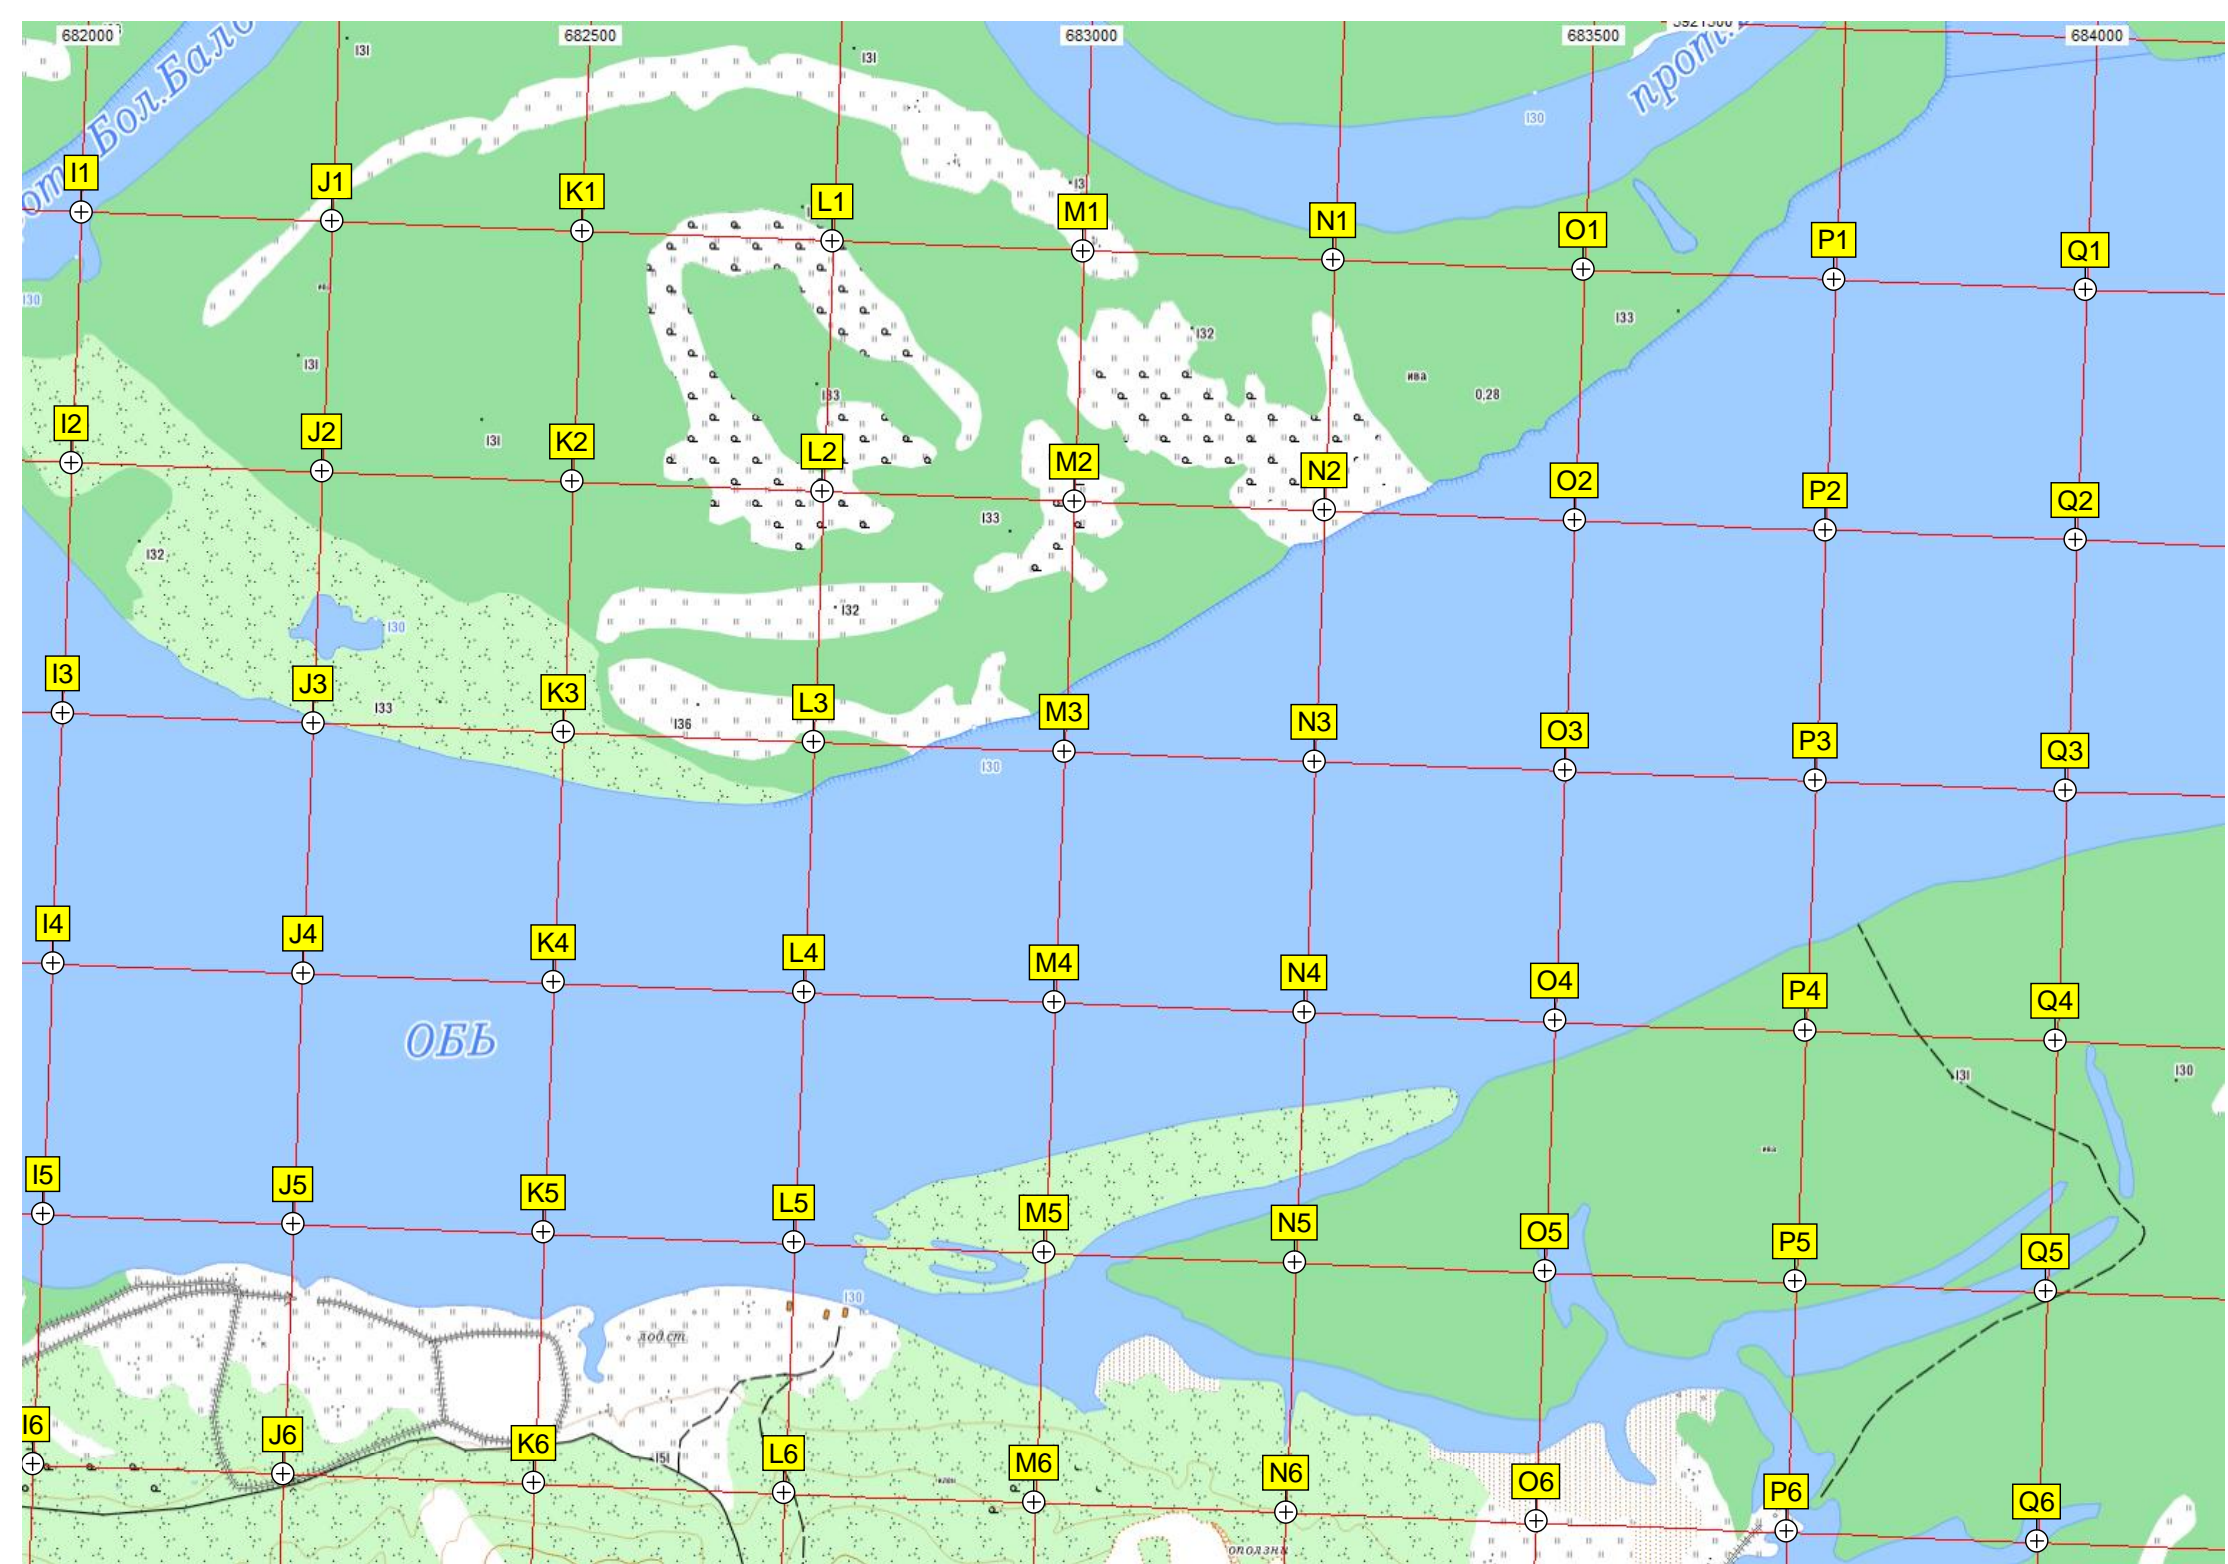 682000
682500
683000
683500
5921500
684000
прот. Бол.Бало
прот.
131
131
130
I1
J1
K1
L1
13
M1
N1
O1
P1
Q1
130
ива
133
132
131
133
ива
0,28
I2
J2
131
K2
L2
M2
N2
O2
P2
Q2
133
132
130
132
I3
J3
133
K3
136
L3
M3
130
N3
O3
P3
Q3
I4
J4
K4
L4
M4
N4
O4
P4
Q4
ОБЬ
131
130
ива
I5
J5
K5
L5
M5
N5
O5
P5
Q5
130
лод.ст.
I6
J6
K6
151
L6
M6
N6
O6
P6
Q6
оползни